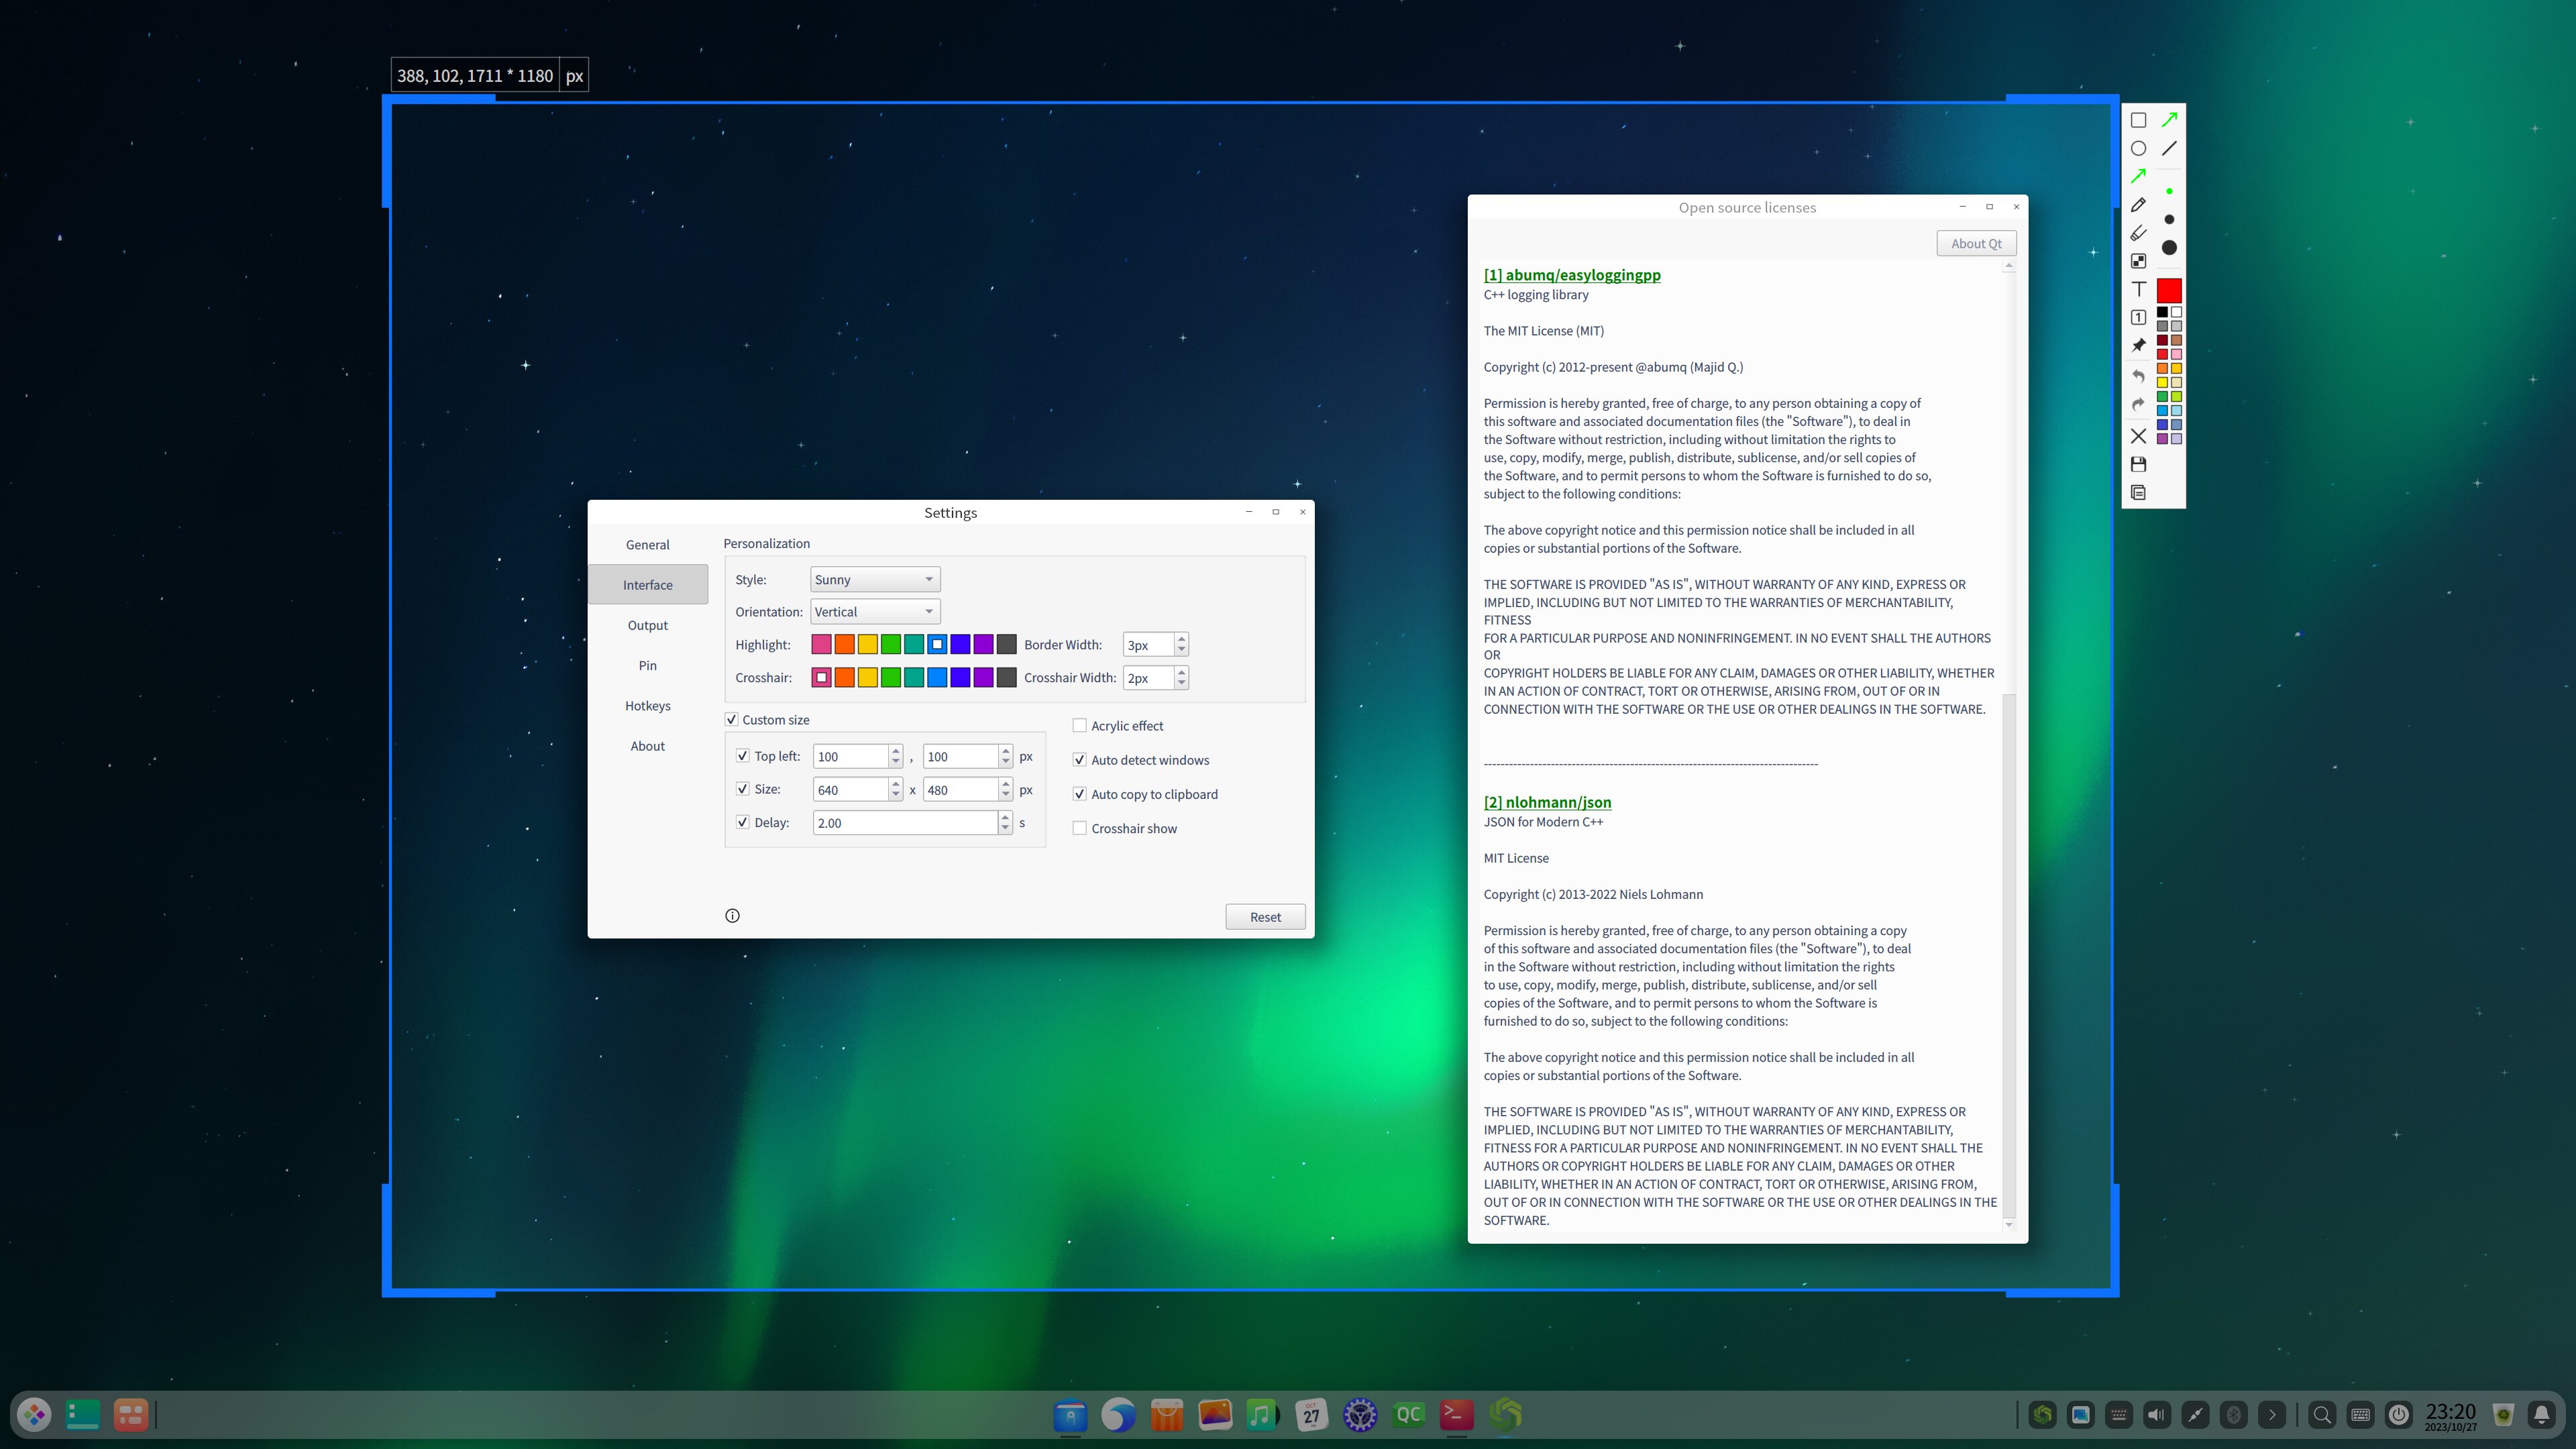 388, 102, 1711 * 1180 px
Settings
General
Interface
Output
Pin
Hotkeys
About
Personalization
Style: Sunny
Orientation: Vertical
Highlight: Border Width: 3px
Crosshair: Crosshair Width: 2px
Custom size
Top left: 100 , 100 px
Size: 640 x 480 px
Delay: 2.00 s
Acrylic effect
Auto detect windows
Auto copy to clipboard
Crosshair show
Reset
Open source licenses
About Qt
[1] abumq/easyloggingpp
C++ logging library
The MIT License (MIT)
Copyright (c) 2012-present @abumq (Majid Q.)
Permission is hereby granted, free of charge, to any person obtaining a copy of
this software and associated documentation files (the "Software"), to deal in
the Software without restriction, including without limitation the rights to
use, copy, modify, merge, publish, distribute, sublicense, and/or sell copies of
the Software, and to permit persons to whom the Software is furnished to do so,
subject to the following conditions:
The above copyright notice and this permission notice shall be included in all
copies or substantial portions of the Software.
THE SOFTWARE IS PROVIDED "AS IS", WITHOUT WARRANTY OF ANY KIND, EXPRESS OR
IMPLIED, INCLUDING BUT NOT LIMITED TO THE WARRANTIES OF MERCHANTABILITY,
FITNESS
FOR A PARTICULAR PURPOSE AND NONINFRINGEMENT. IN NO EVENT SHALL THE AUTHORS
OR
COPYRIGHT HOLDERS BE LIABLE FOR ANY CLAIM, DAMAGES OR OTHER LIABILITY, WHETHER
IN AN ACTION OF CONTRACT, TORT OR OTHERWISE, ARISING FROM, OUT OF OR IN
CONNECTION WITH THE SOFTWARE OR THE USE OR OTHER DEALINGS IN THE SOFTWARE.
--------------------------------------------------------------------------------
[2] nlohmann/json
JSON for Modern C++
MIT License
Copyright (c) 2013-2022 Niels Lohmann
Permission is hereby granted, free of charge, to any person obtaining a copy
of this software and associated documentation files (the "Software"), to deal
in the Software without restriction, including without limitation the rights
to use, copy, modify, merge, publish, distribute, sublicense, and/or sell
copies of the Software, and to permit persons to whom the Software is
furnished to do so, subject to the following conditions:
The above copyright notice and this permission notice shall be included in all
copies or substantial portions of the Software.
THE SOFTWARE IS PROVIDED "AS IS", WITHOUT WARRANTY OF ANY KIND, EXPRESS OR
IMPLIED, INCLUDING BUT NOT LIMITED TO THE WARRANTIES OF MERCHANTABILITY,
FITNESS FOR A PARTICULAR PURPOSE AND NONINFRINGEMENT. IN NO EVENT SHALL THE
AUTHORS OR COPYRIGHT HOLDERS BE LIABLE FOR ANY CLAIM, DAMAGES OR OTHER
LIABILITY, WHETHER IN AN ACTION OF CONTRACT, TORT OR OTHERWISE, ARISING FROM,
OUT OF OR IN CONNECTION WITH THE SOFTWARE OR THE USE OR OTHER DEALINGS IN THE
SOFTWARE.
T
1
OCT
27
QC
23:20
2023/10/27